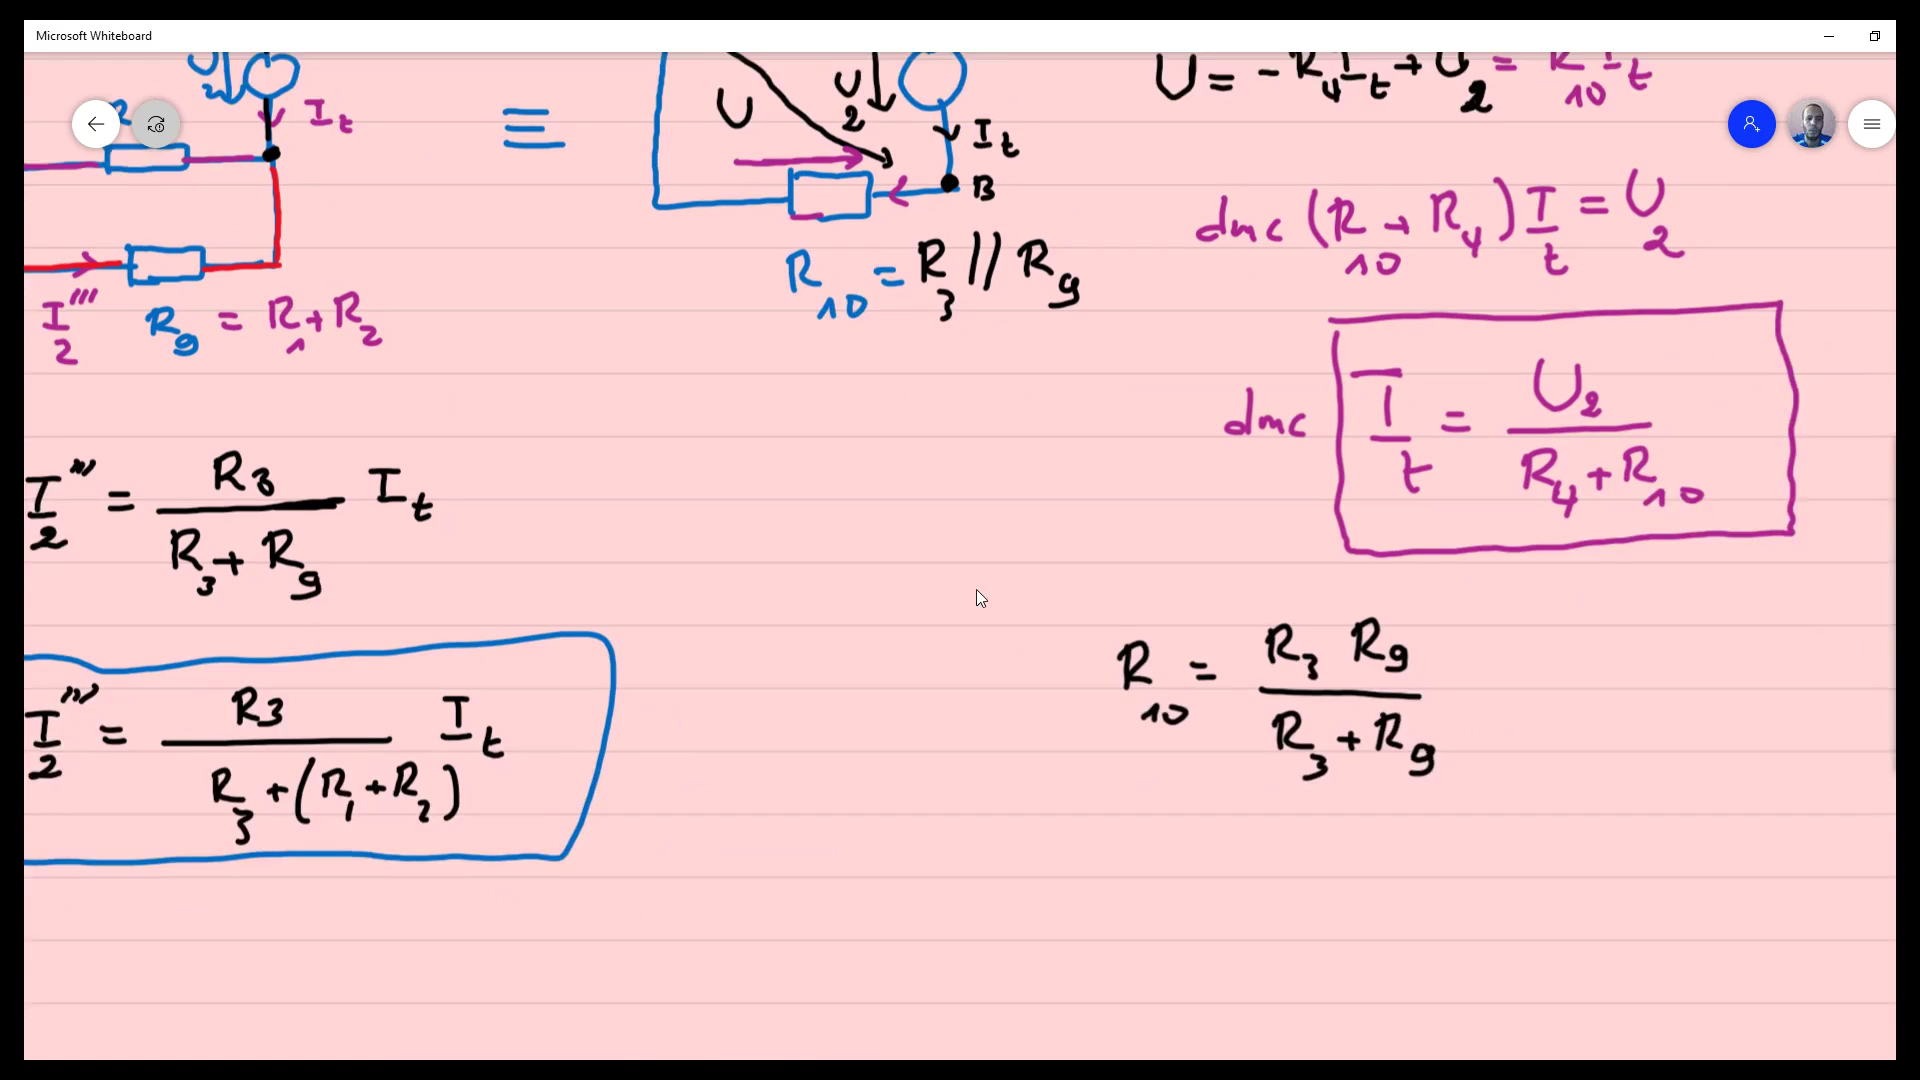 Microsoft Whiteboard
U2
It
R
I2''' R9 = R1 + R2
≡
U
U2
It
B
R10 = R3 // R9
U = - R4 It + U2 = R10 It
dmc (R10 + R4) It = U2
dmc It = U2 / (R4 + R10)
I2''' = R3 / (R3 + R9) It
I2''' = R3 / (R3 + (R1 + R2)) It
R10 = R3 R9 / (R3 + R9)